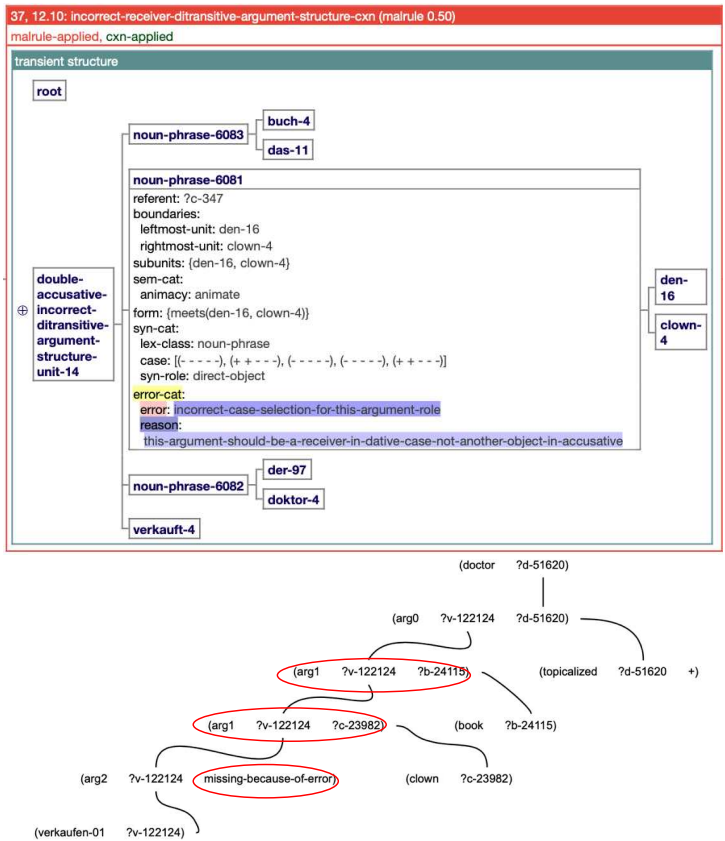 37, 12.10: incorrect-receiver-ditransitive-argument-structure-cxn (malrule 0.50)
malrule-applied, cxn-applied
transient structure
root
buch-4
noun-phrase-6083
das-11
noun-phrase-6081
referent: ?c-347
boundaries:
leftmost-unit: den-16
rightmost-unit: clown-4
subunits: {den-16, clown-4}
sem-cat:
animacy: animate
form: {meets(den-16, clown-4)}
syn-cat:
lex-class: noun-phrase
case: [(- - - - -), (+ + - - -), (- - - - -), (- - - - -), (+ + - - -)]
syn-role: direct-object
error-cat:
error: incorrect-case-selection-for-this-argument-role
reason:
this-argument-should-be-a-receiver-in-dative-case-not-another-object-in-accusative
den-
16
clown-
4
double-
accusative-
incorrect-
ditransitive-
argument-
structure-
unit-14
der-97
noun-phrase-6082
doktor-4
verkauft-4
(doctor ?d-51620)
(arg0 ?v-122124 ?d-51620)
(arg1 ?v-122124 ?b-24115) (topicalized ?d-51620 +)
(arg1 ?v-122124 ?c-23982) (book ?b-24115)
(arg2 ?v-122124 missing-because-of-error) (clown ?c-23982)
(verkaufen-01 ?v-122124)